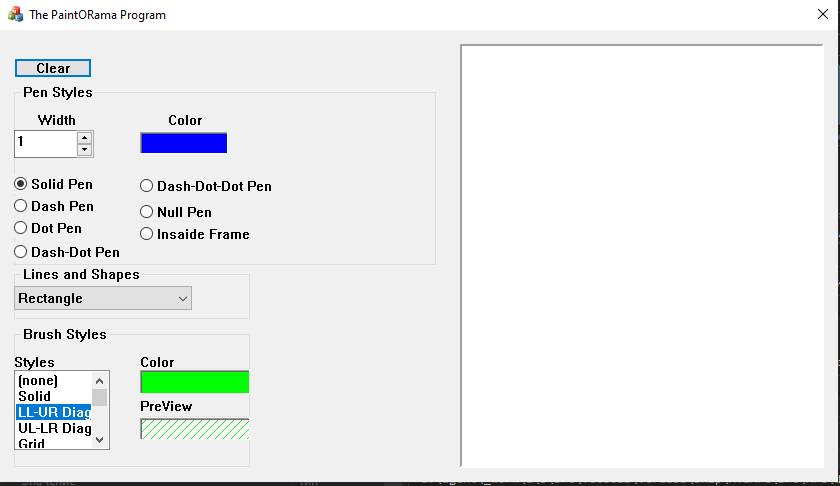 The PaintORama Program
Clear
Pen Styles
Width
Color
1
Solid Pen
Dash-Dot-Dot Pen
Dash Pen
Null Pen
Dot Pen
Insaide Frame
Dash-Dot Pen
Lines and Shapes
Rectangle
Brush Styles
Styles
Color
(none)
Solid
LL-UR Diag
PreView
UL-LR Diag
Grid